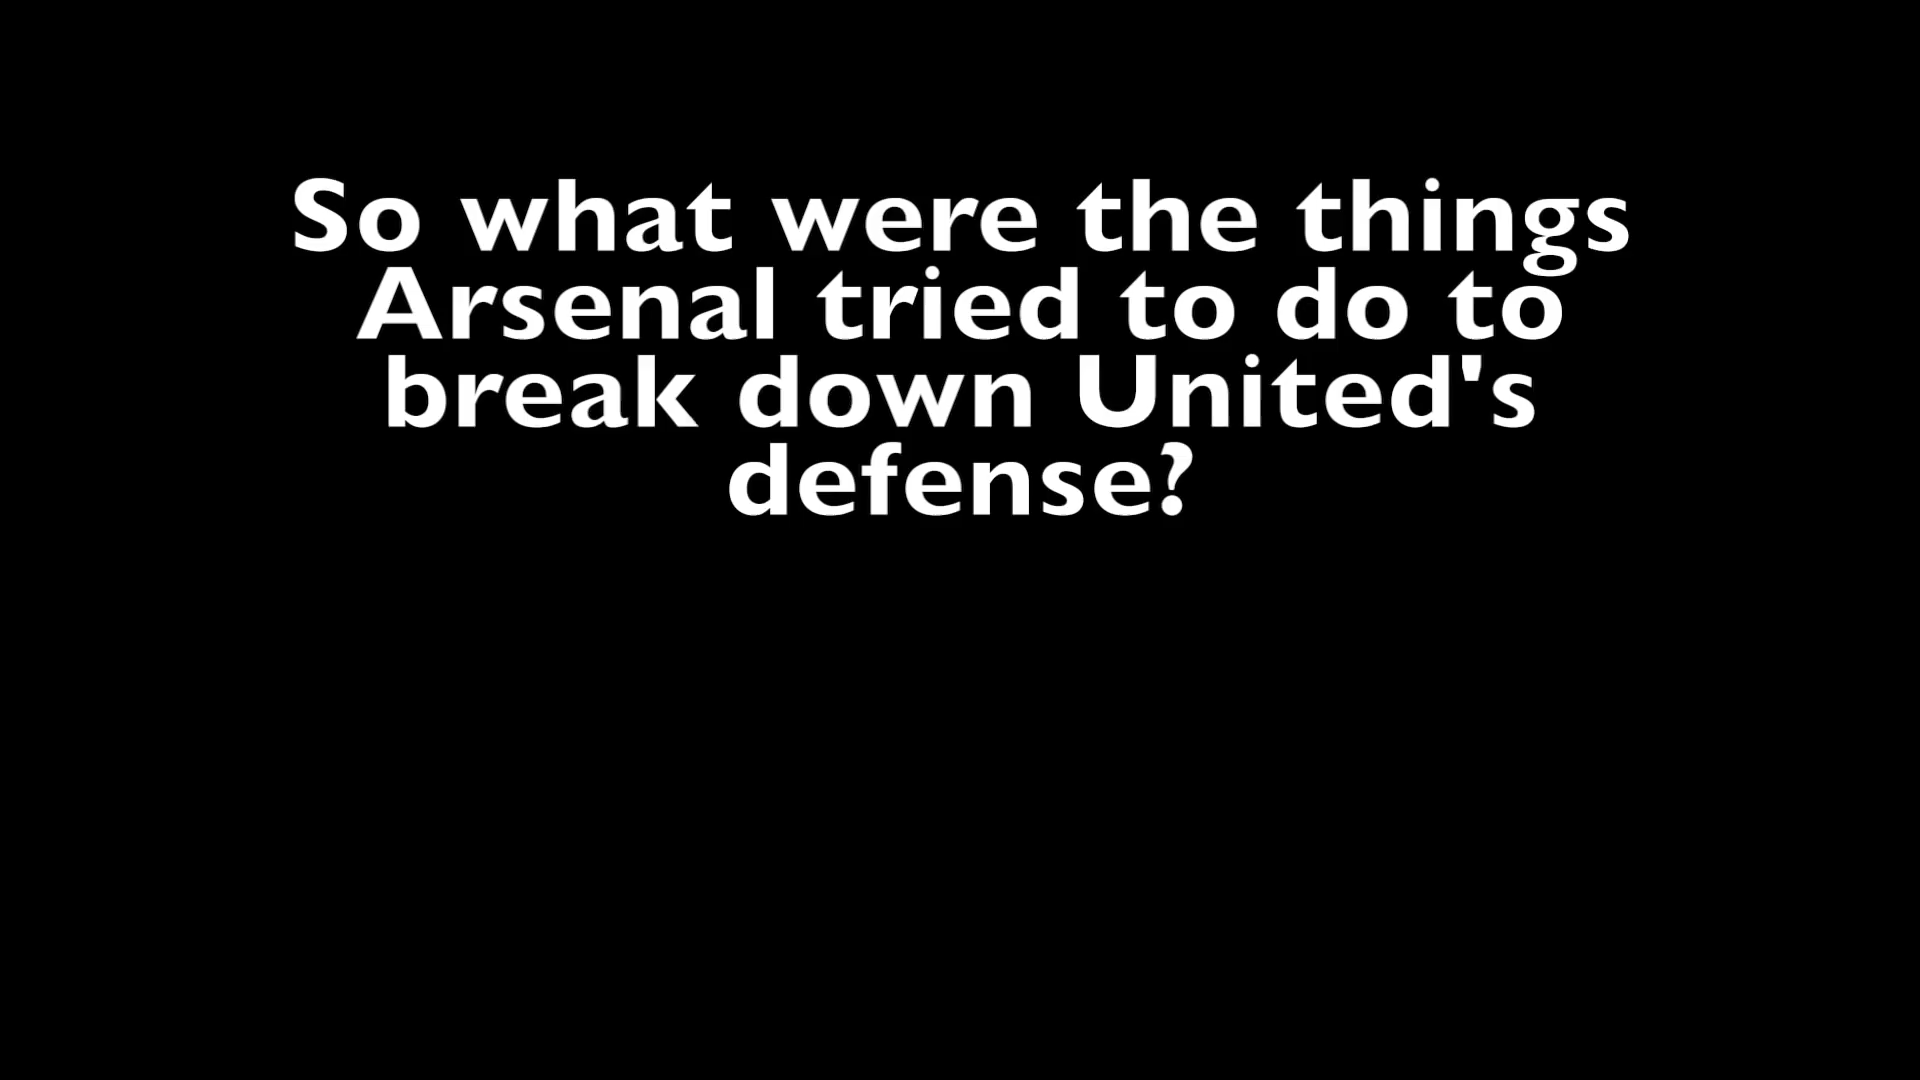 So what were the things
Arsenal tried to do to
break down United's
defense?